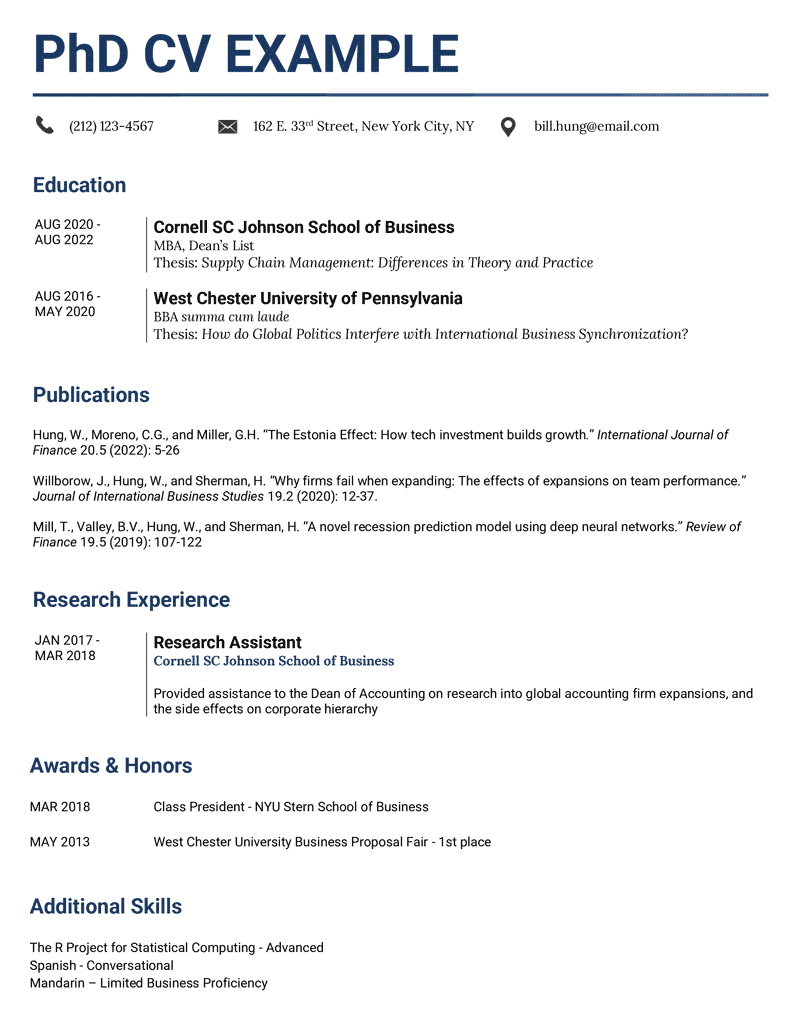 PhD CV EXAMPLE
(212) 123-4567
162 E. 33rd Street, New York City, NY
bill.hung@email.com
Education
AUG 2020 -
AUG 2022
Cornell SC Johnson School of Business
MBA, Dean’s List
Thesis: Supply Chain Management: Differences in Theory and Practice
AUG 2016 -
MAY 2020
West Chester University of Pennsylvania
BBA summa cum laude
Thesis: How do Global Politics Interfere with International Business Synchronization?
Publications
Hung, W., Moreno, C.G., and Miller, G.H. “The Estonia Effect: How tech investment builds growth.” International Journal of
Finance 20.5 (2022): 5-26
Willborow, J., Hung, W., and Sherman, H. “Why firms fail when expanding: The effects of expansions on team performance.”
Journal of International Business Studies 19.2 (2020): 12-37.
Mill, T., Valley, B.V., Hung, W., and Sherman, H. “A novel recession prediction model using deep neural networks.” Review of
Finance 19.5 (2019): 107-122
Research Experience
JAN 2017 -
MAR 2018
Research Assistant
Cornell SC Johnson School of Business
Provided assistance to the Dean of Accounting on research into global accounting firm expansions, and
the side effects on corporate hierarchy
Awards & Honors
MAR 2018 Class President - NYU Stern School of Business
MAY 2013 West Chester University Business Proposal Fair - 1st place
Additional Skills
The R Project for Statistical Computing - Advanced
Spanish - Conversational
Mandarin – Limited Business Proficiency